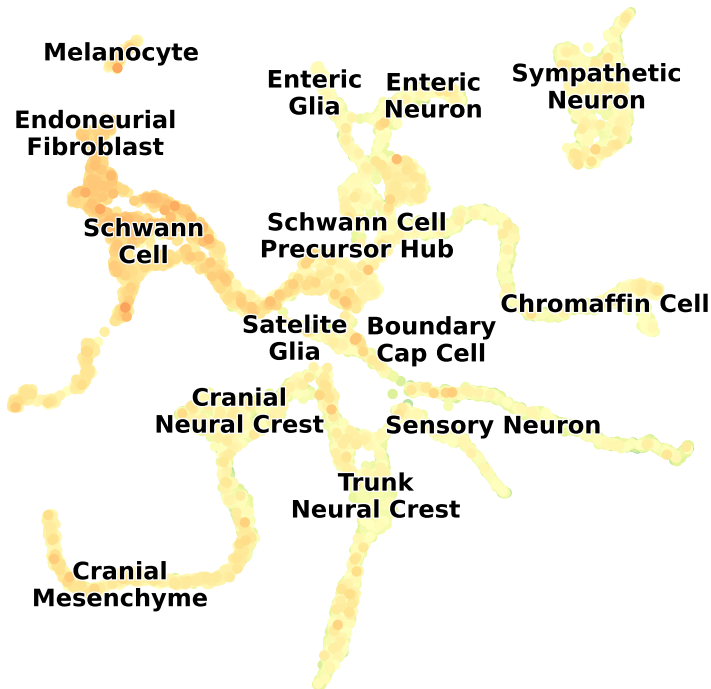 Melanocyte
Enteric
Glia
Enteric
Neuron
Sympathetic
Neuron
Endoneurial
Fibroblast
Schwann
Cell
Schwann Cell
Precursor Hub
Chromaffin Cell
Satelite
Glia
Boundary
Cap Cell
Cranial
Neural Crest
Sensory Neuron
Trunk
Neural Crest
Cranial
Mesenchyme